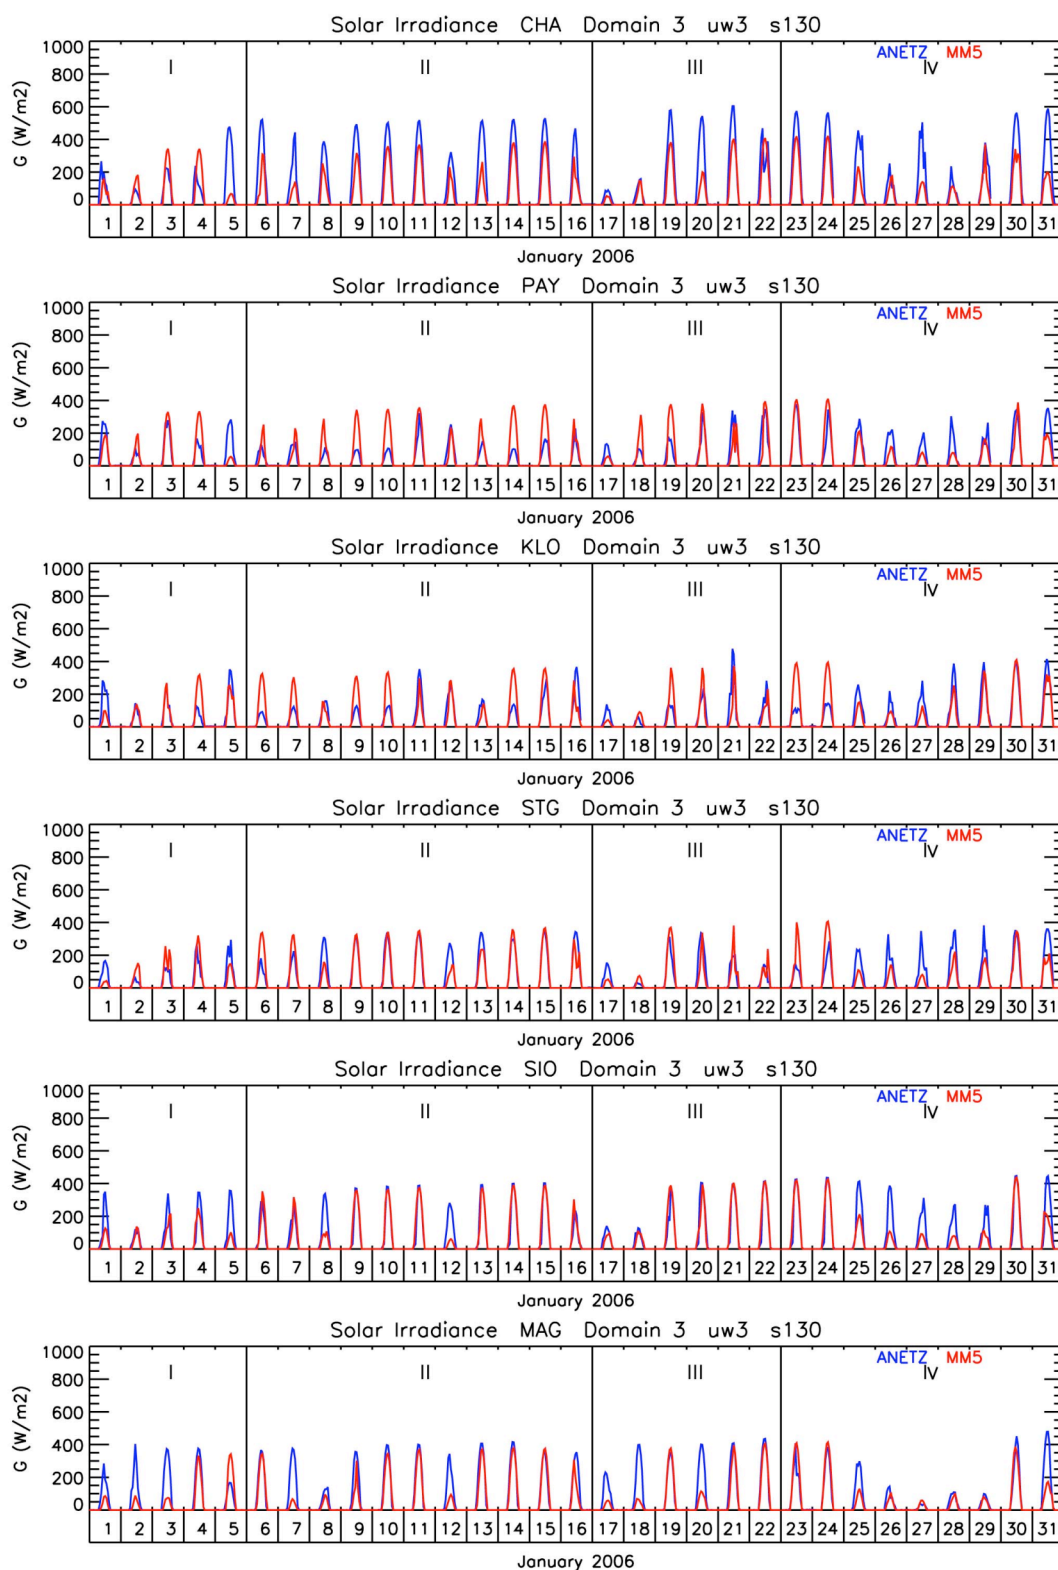 Solar Irradiance CHA Domain 3 uw3 s130
ANETZ MM5
I II III IV
1000
800
600
400
200
0
G (W/m2)
1 2 3 4 5 6 7 8 9 10 11 12 13 14 15 16 17 18 19 20 21 22 23 24 25 26 27 28 29 30 31
January 2006
Solar Irradiance PAY Domain 3 uw3 s130
ANETZ MM5
I II III IV
1000
800
600
400
200
0
G (W/m2)
1 2 3 4 5 6 7 8 9 10 11 12 13 14 15 16 17 18 19 20 21 22 23 24 25 26 27 28 29 30 31
January 2006
Solar Irradiance KLO Domain 3 uw3 s130
ANETZ MM5
I II III IV
1000
800
600
400
200
0
G (W/m2)
1 2 3 4 5 6 7 8 9 10 11 12 13 14 15 16 17 18 19 20 21 22 23 24 25 26 27 28 29 30 31
January 2006
Solar Irradiance STG Domain 3 uw3 s130
ANETZ MM5
I II III IV
1000
800
600
400
200
0
G (W/m2)
1 2 3 4 5 6 7 8 9 10 11 12 13 14 15 16 17 18 19 20 21 22 23 24 25 26 27 28 29 30 31
January 2006
Solar Irradiance SIO Domain 3 uw3 s130
ANETZ MM5
I II III IV
1000
800
600
400
200
0
G (W/m2)
1 2 3 4 5 6 7 8 9 10 11 12 13 14 15 16 17 18 19 20 21 22 23 24 25 26 27 28 29 30 31
January 2006
Solar Irradiance MAG Domain 3 uw3 s130
ANETZ MM5
I II III IV
1000
800
600
400
200
0
G (W/m2)
1 2 3 4 5 6 7 8 9 10 11 12 13 14 15 16 17 18 19 20 21 22 23 24 25 26 27 28 29 30 31
January 2006